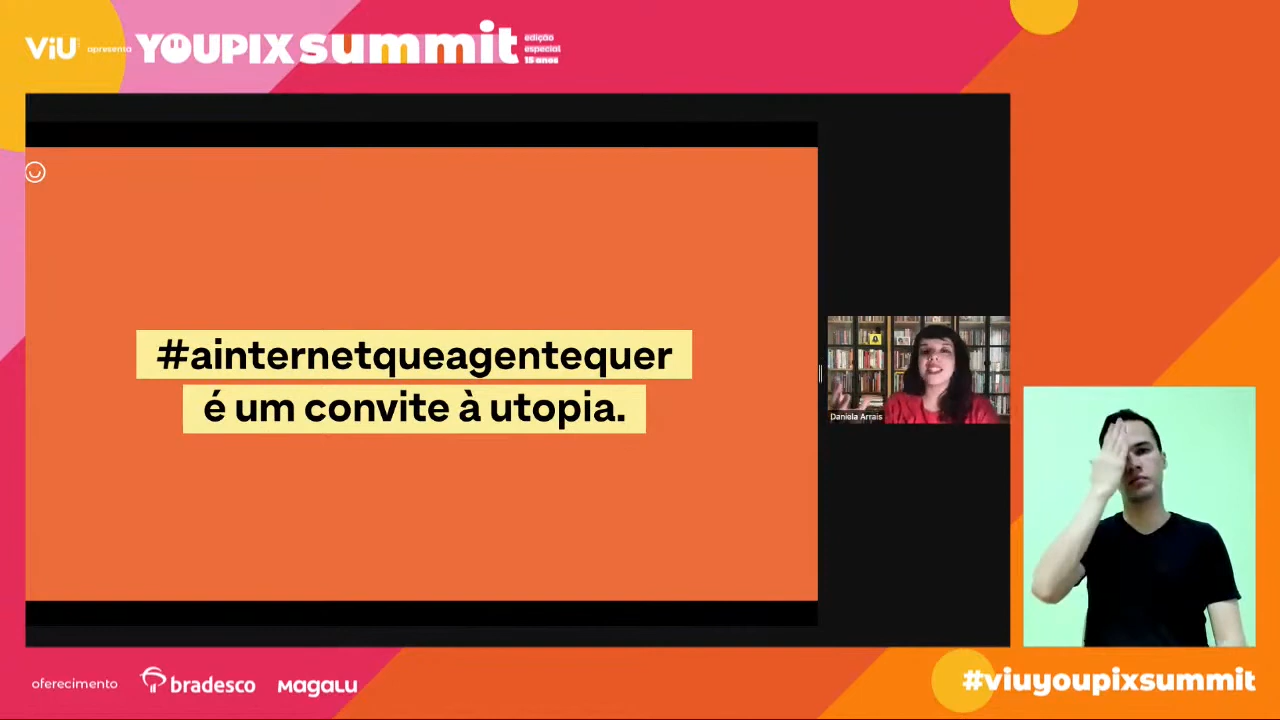 ViU apresenta YOUPIX summit edição
especial
15 anos
#ainternetqueagentequer
é um convite à utopia.
Daniela Arrais
oferecimento bradesco magalu
#viuyoupixsummit